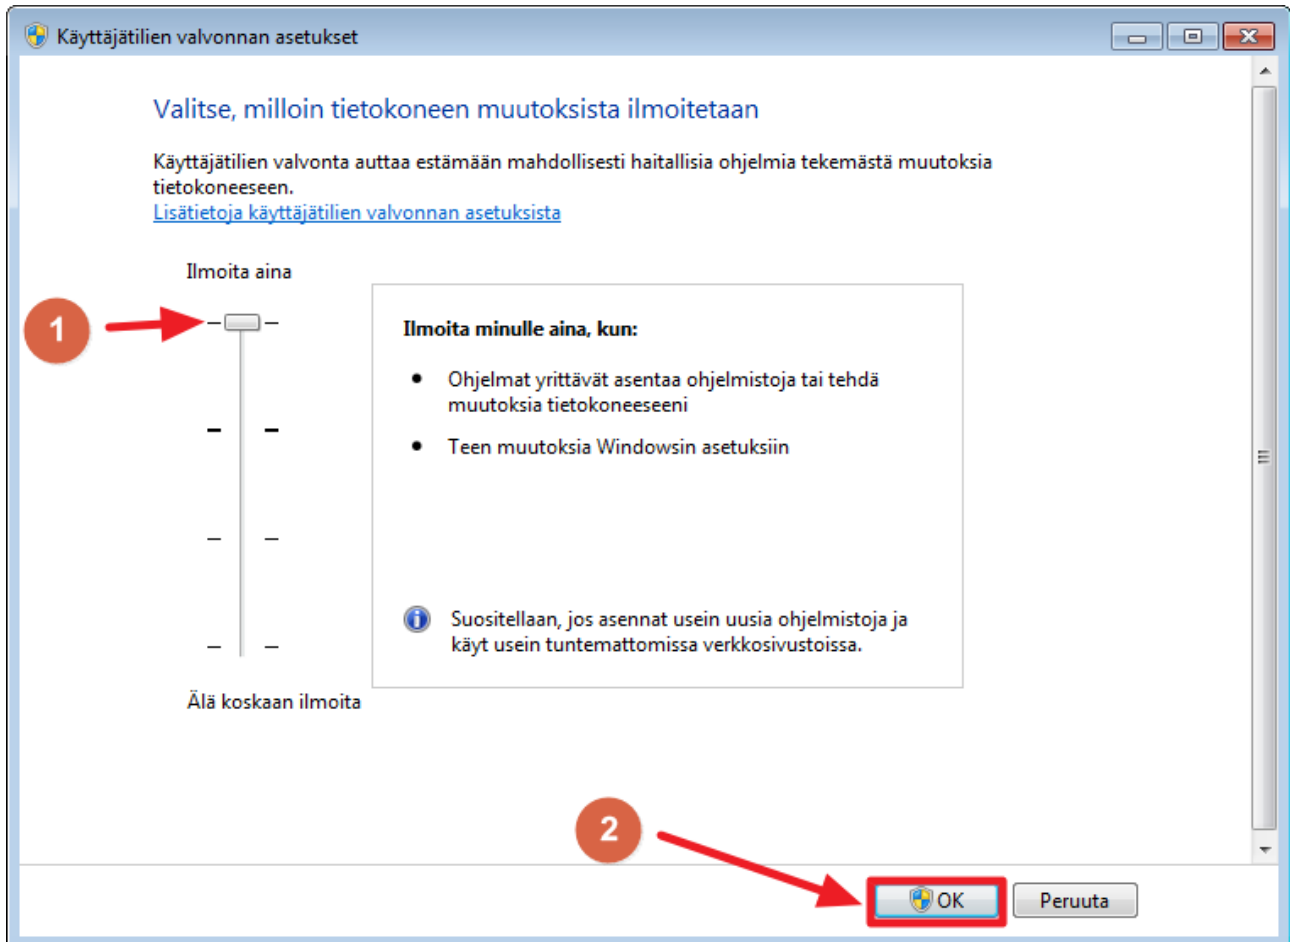 Käyttäjätilien valvonnan asetukset
Valitse, milloin tietokoneen muutoksista ilmoitetaan
Käyttäjätilien valvonta auttaa estämään mahdollisesti haitallisia ohjelmia tekemästä muutoksia
tietokoneeseen.
Lisätietoja käyttäjätilien valvonnan asetuksista
Ilmoita aina
1
Ilmoita minulle aina, kun:
• Ohjelmat yrittävät asentaa ohjelmistoja tai tehdä
muutoksia tietokoneeseeni
• Teen muutoksia Windowsin asetuksiin
Suositellaan, jos asennat usein uusia ohjelmistoja ja
käyt usein tuntemattomissa verkkosivustoissa.
Älä koskaan ilmoita
2
OK
Peruuta